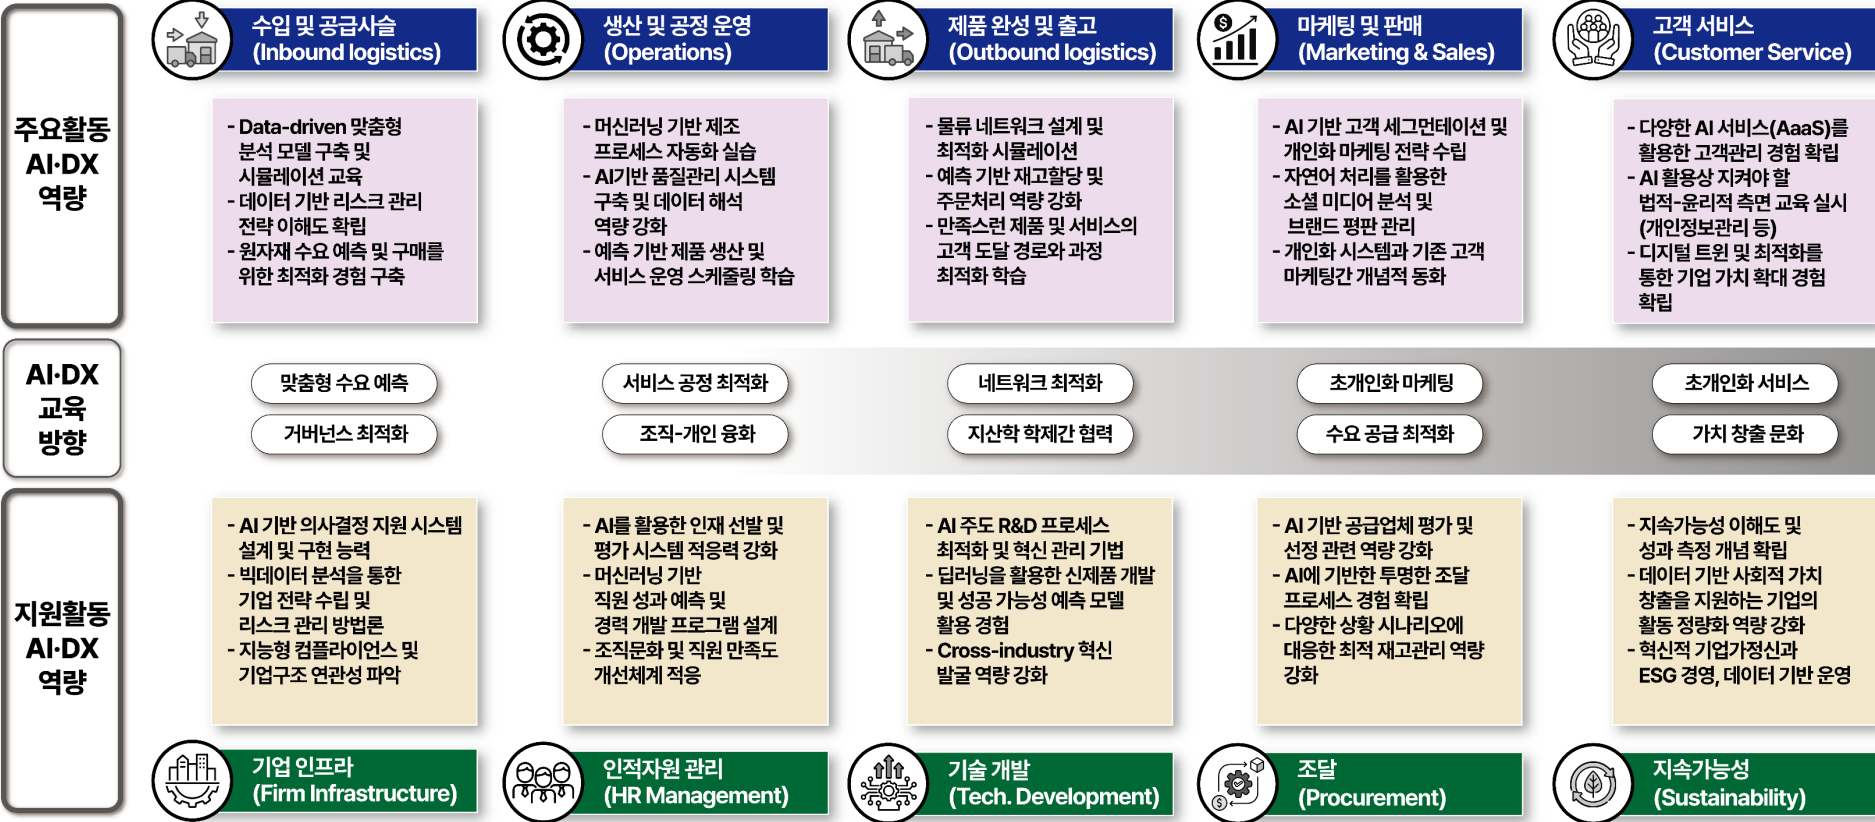 수입 및 공급사슬
(Inbound logistics)
생산 및 공정 운영
(Operations)
제품 완성 및 출고
(Outbound logistics)
마케팅 및 판매
(Marketing & Sales)
고객 서비스
(Customer Service)
주요활동
AI·DX
역량
- Data-driven 맞춤형
분석 모델 구축 및
시뮬레이션 교육
- 데이터 기반 리스크 관리
전략 이해도 확립
- 원자재 수요 예측 및 구매를
위한 최적화 경험 구축
- 머신러닝 기반 제조
프로세스 자동화 실습
- AI기반 품질관리 시스템
구축 및 데이터 해석
역량 강화
- 예측 기반 제품 생산 및
서비스 운영 스케줄링 학습
- 물류 네트워크 설계 및
최적화 시뮬레이션
- 예측 기반 재고할당 및
주문처리 역량 강화
- 만족스런 제품 및 서비스의
고객 도달 경로와 과정
최적화 학습
- AI 기반 고객 세그먼테이션 및
개인화 마케팅 전략 수립
- 자연어 처리를 활용한
소셜 미디어 분석 및
브랜드 평판 관리
- 개인화 시스템과 기존 고객
마케팅간 개념적 동화
- 다양한 AI 서비스(AaaS)를
활용한 고객관리 경험 확립
- AI 활용상 지켜야 할
법적-윤리적 측면 교육 실시
(개인정보관리 등)
- 디지털 트윈 및 최적화를
통한 기업 가치 확대 경험
확립
AI·DX
교육
방향
맞춤형 수요 예측
서비스 공정 최적화
네트워크 최적화
초개인화 마케팅
초개인화 서비스
거버넌스 최적화
조직-개인 융화
지산학 학제간 협력
수요 공급 최적화
가치 창출 문화
지원활동
AI·DX
역량
- AI 기반 의사결정 지원 시스템
설계 및 구현 능력
- 빅데이터 분석을 통한
기업 전략 수립 및
리스크 관리 방법론
- 지능형 컴플라이언스 및
기업구조 연관성 파악
- AI를 활용한 인재 선발 및
평가 시스템 적응력 강화
- 머신러닝 기반
직원 성과 예측 및
경력 개발 프로그램 설계
- 조직문화 및 직원 만족도
개선체계 적응
- AI 주도 R&D 프로세스
최적화 및 혁신 관리 기법
- 딥러닝을 활용한 신제품 개발
및 성공 가능성 예측 모델
활용 경험
- Cross-industry 혁신
발굴 역량 강화
- AI 기반 공급업체 평가 및
선정 관련 역량 강화
- AI에 기반한 투명한 조달
프로세스 경험 확립
- 다양한 상황 시나리오에
대응한 최적 재고관리 역량
강화
- 지속가능성 이해도 및
성과 측정 개념 확립
- 데이터 기반 사회적 가치
창출을 지원하는 기업의
활동 정량화 역량 강화
- 혁신적 기업가정신과
ESG 경영, 데이터 기반 운영
기업 인프라
(Firm Infrastructure)
인적자원 관리
(HR Management)
기술 개발
(Tech. Development)
조달
(Procurement)
지속가능성
(Sustainability)